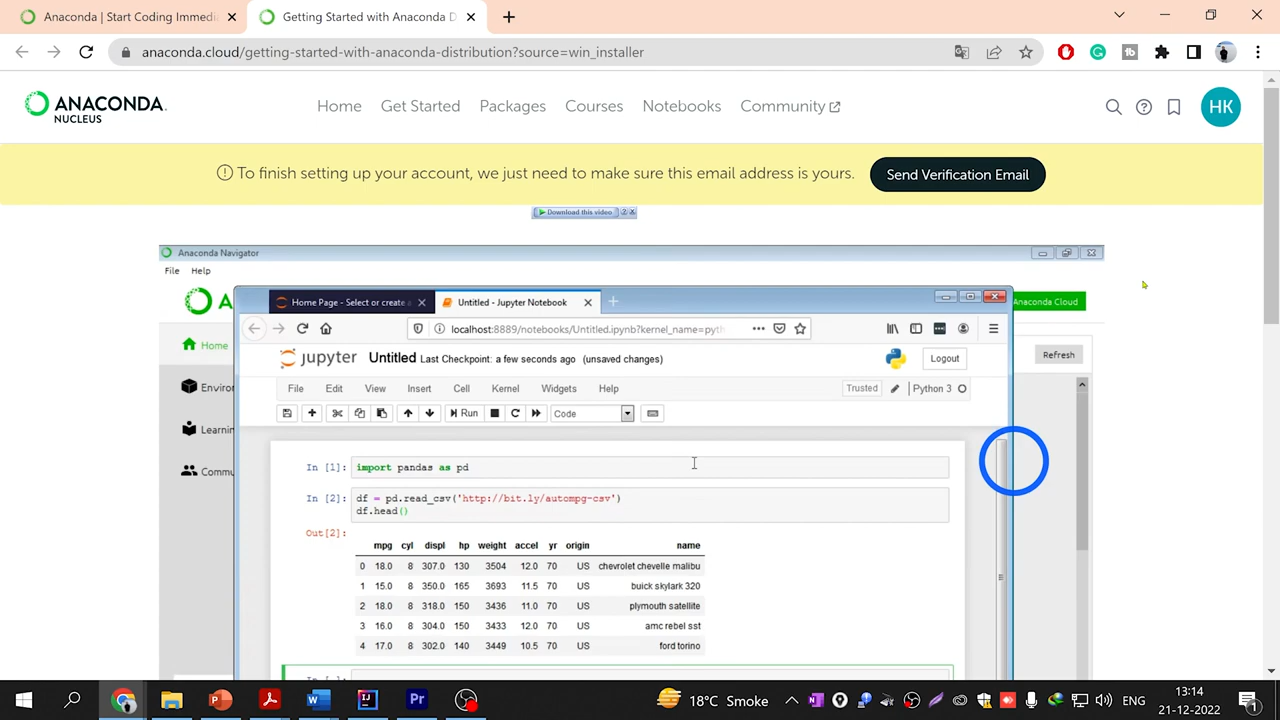 Anaconda | Start Coding Immedi
Getting Started with Anaconda D
anaconda.cloud/getting-started-with-anaconda-distribution?source=win_installer
ANACONDA.
NUCLEUS
Home Get Started Packages Courses Notebooks Community
HK
To finish setting up your account, we just need to make sure this email address is yours.
Send Verification Email
Download this video
Anaconda Navigator
File Help
Anaconda Cloud
Home Page - Select or create a
Untitled - Jupyter Notebook
localhost:8889/notebooks/Untitled.ipynb?kernel_name=pyth
Home
Refresh
jupyter Untitled Last Checkpoint: a few seconds ago (unsaved changes)
Logout
File Edit View Insert Cell Kernel Widgets Help
Trusted Python 3
Environ
Run Code
Learnin
Commu
In [1]: import pandas as pd
In [2]: df = pd.read_csv('http://bit.ly/autompg-csv')
df.head()
Out[2]:
mpg cyl displ hp weight accel yr origin name
0 18.0 8 307.0 130 3504 12.0 70 US chevrolet chevelle malibu
1 15.0 8 350.0 165 3693 11.5 70 US buick skylark 320
2 18.0 8 318.0 150 3436 11.0 70 US plymouth satellite
3 16.0 8 304.0 150 3433 12.0 70 US amc rebel sst
4 17.0 8 302.0 140 3449 10.5 70 US ford torino
18°C Smoke
ENG
13:14
21-12-2022